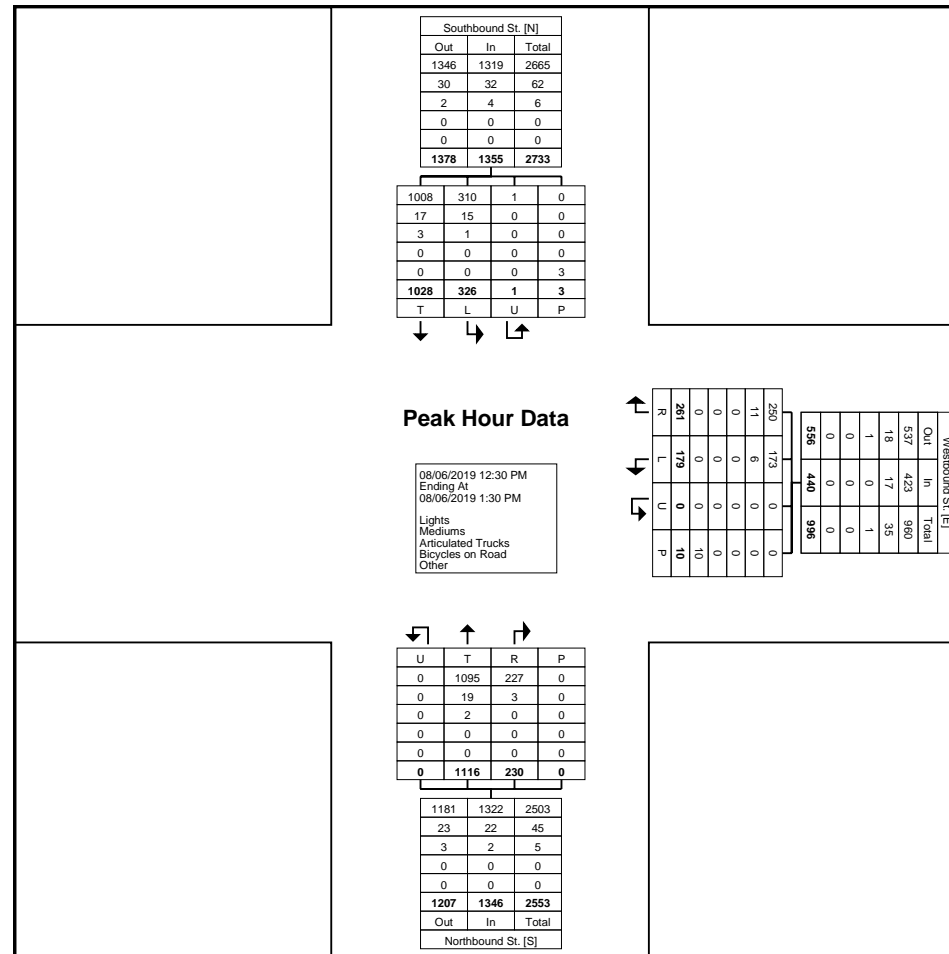 Southbound St. [N]
Out In Total
1346 1319 2665
30 32 62
2 4 6
0 0 0
0 0 0
1378 1355 2733
1008 310 1 0
17 15 0 0
3 1 0 0
0 0 0 0
0 0 0 3
1028 326 1 3
T L U P
Peak Hour Data
08/06/2019 12:30 PM
Ending At
08/06/2019 1:30 PM
Lights
Mediums
Articulated Trucks
Bicycles on Road
Other
Westbound St. [E]
Out In Total
537 423 960
18 17 35
1 0 1
0 0 0
0 0 0
556 440 996
250 173 0 0
11 6 0 0
0 0 0 0
0 0 0 0
0 0 0 10
261 179 0 10
R L U P
U T R P
0 1095 227 0
0 19 3 0
0 2 0 0
0 0 0 0
0 0 0 0
0 1116 230 0
1181 1322 2503
23 22 45
3 2 5
0 0 0
0 0 0
1207 1346 2553
Out In Total
Northbound St. [S]